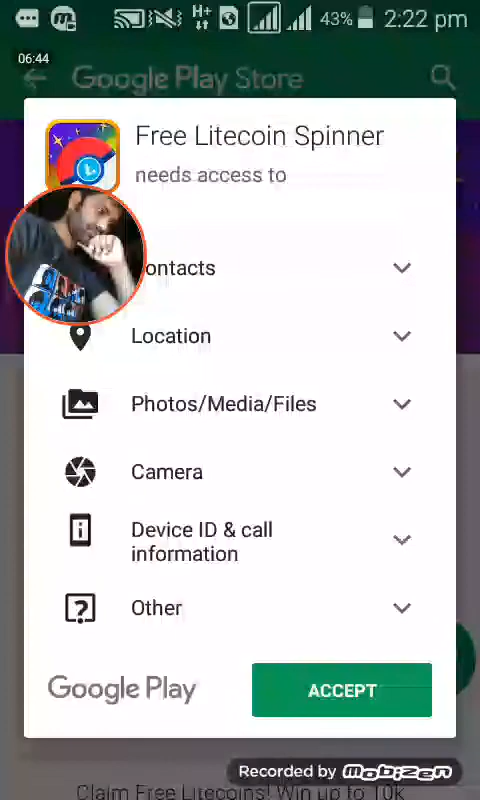 H+
43%
2:22 pm
06:44
Google Play Store
Free Litecoin Spinner
needs access to
ontacts
Location
Photos/Media/Files
Camera
Device ID & call
information
Other
Google Play
ACCEPT
Recorded by Mobizen
Claim Free Litecoins! Win up to 10k